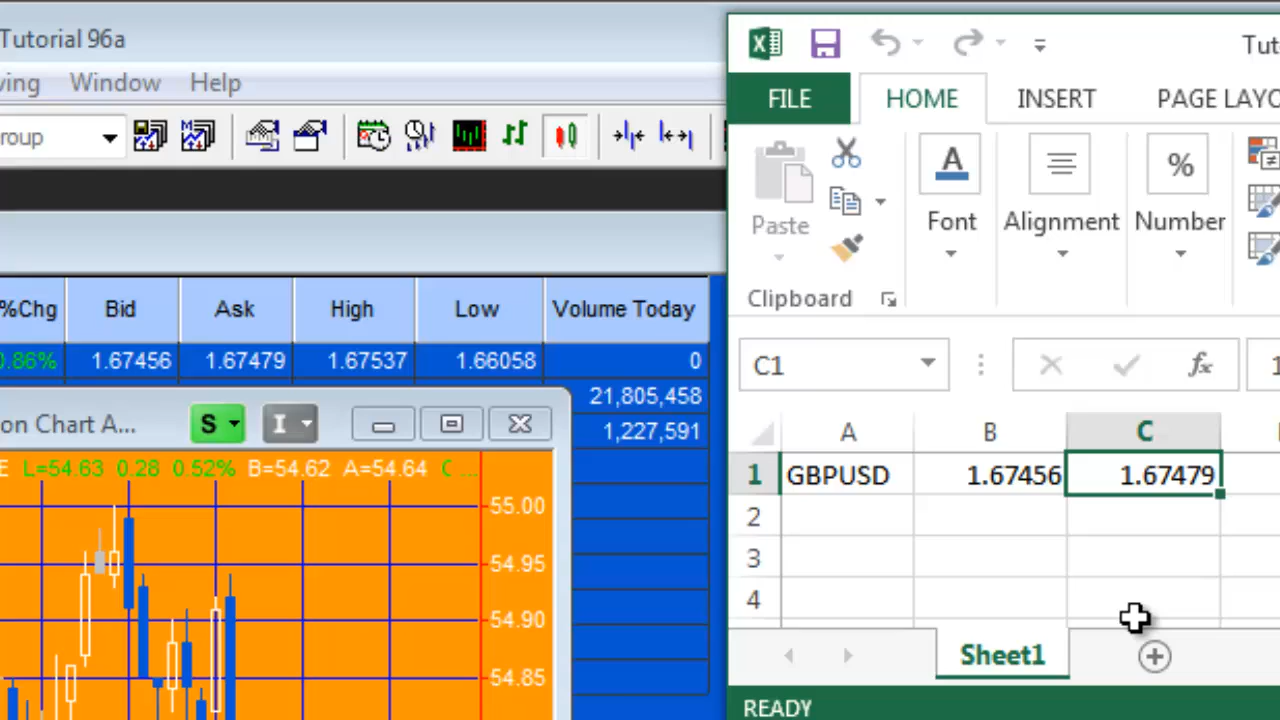 Tutorial 96a
ving Window Help
roup
%Chg Bid Ask High Low Volume Today
0.86% 1.67456 1.67479 1.67537 1.66058 0
21,805,458
1,227,591
on Chart A... S I
E L=54.63 0.28 0.52% B=54.62 A=54.64 C ...
55.00
54.95
54.90
54.85
Tut
FILE HOME INSERT PAGE LAYO
Paste Font Alignment Number
A %
Clipboard
C1 fx 1
A B C
1 GBPUSD 1.67456 1.67479
2
3
4
Sheet1
READY